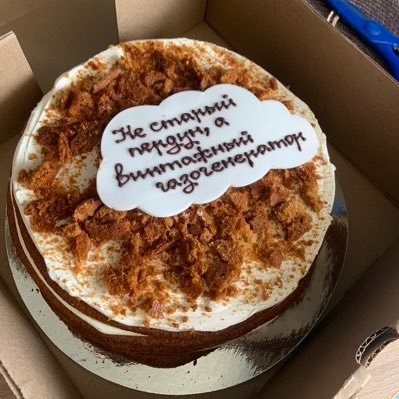 Не старый
пердун, а
винтажный
газогенератор